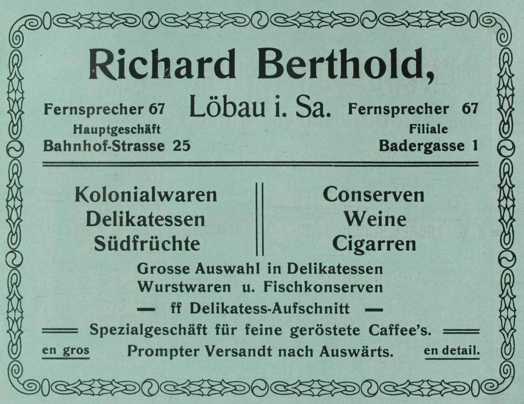 Richard Berthold,
Fernsprecher 67 Löbau i. Sa. Fernsprecher 67
Hauptgeschäft Filiale
Bahnhof-Strasse 25 Badergasse 1
Kolonialwaren Conserven
Delikatessen Weine
Südfrüchte Cigarren
Grosse Auswahl in Delikatessen
Wurstwaren u. Fischkonserven
— ff Delikatess-Aufschnitt —
Spezialgeschäft für feine geröstete Caffee's.
en gros Prompter Versandt nach Auswärts. en detail.